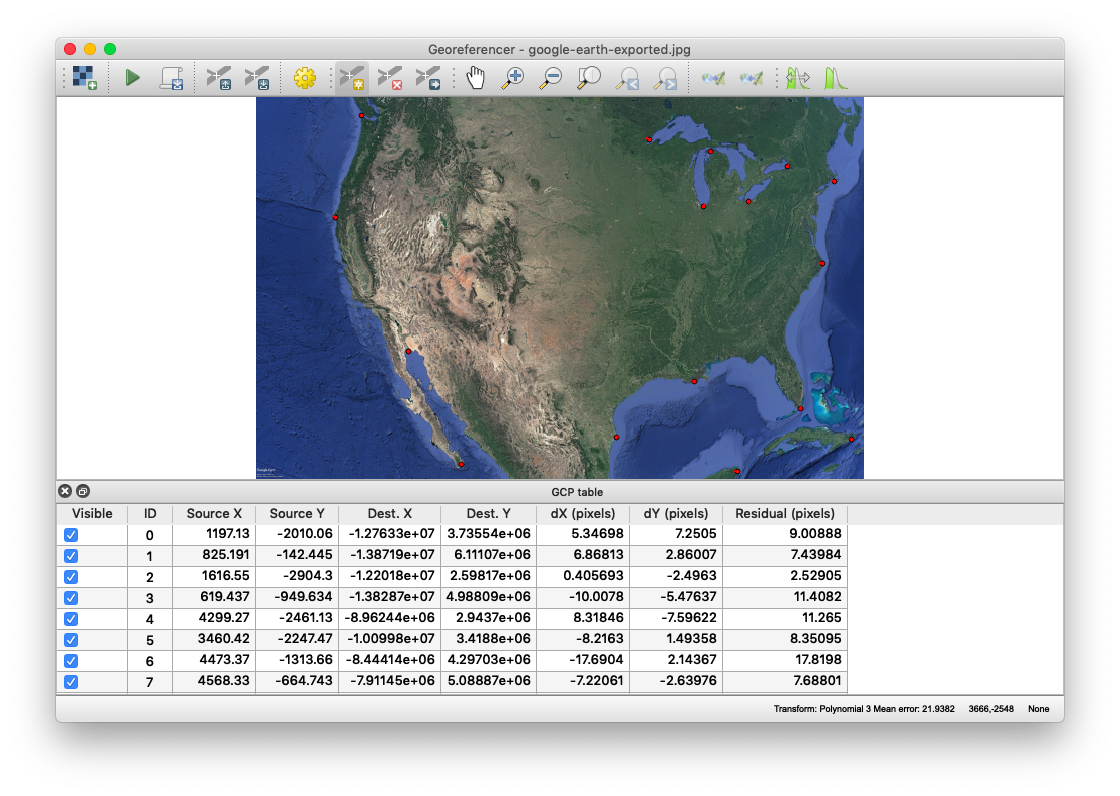 Georeferencer - google-earth-exported.jpg
Google Earth
GCP table
Visible ID Source X Source Y Dest. X Dest. Y dX (pixels) dY (pixels) Residual (pixels)
0 1197.13 -2010.06 -1.27633e+07 3.73554e+06 5.34698 7.2505 9.00888
1 825.191 -142.445 -1.38719e+07 6.11107e+06 6.86813 2.86007 7.43984
2 1616.55 -2904.3 -1.22018e+07 2.59817e+06 0.405693 -2.4963 2.52905
3 619.437 -949.634 -1.38287e+07 4.98809e+06 -10.0078 -5.47637 11.4082
4 4299.27 -2461.13 -8.96244e+06 2.9437e+06 8.31846 -7.59622 11.265
5 3460.42 -2247.47 -1.00998e+07 3.4188e+06 -8.2163 1.49358 8.35095
6 4473.37 -1313.66 -8.44414e+06 4.29703e+06 -17.6904 2.14367 17.8198
7 4568.33 -664.743 -7.91145e+06 5.08887e+06 -7.22061 -2.63976 7.68801
Transform: Polynomial 3 Mean error: 21.9382 3666,-2548 None